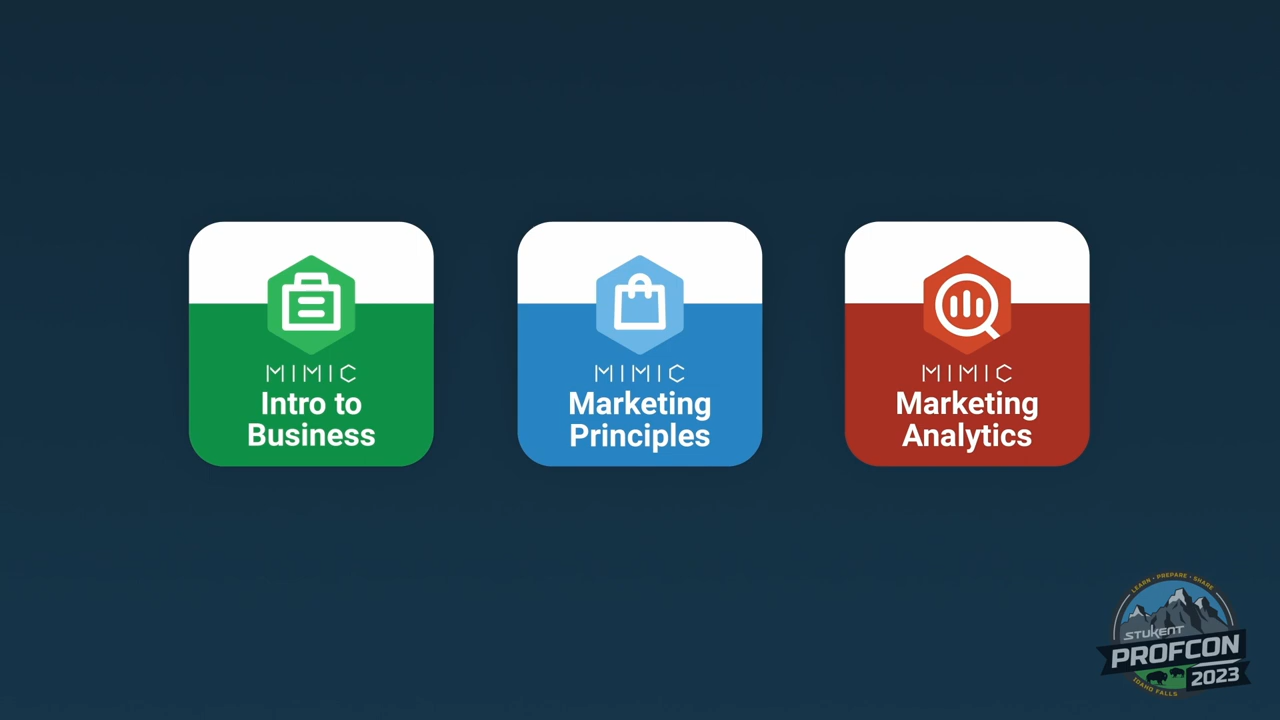 MIMIC
Intro to
Business
MIMIC
Marketing
Principles
MIMIC
Marketing
Analytics
LEARN • PREPARE • SHARE
STUKENT
PROFCON
2023
IDAHO FALLS